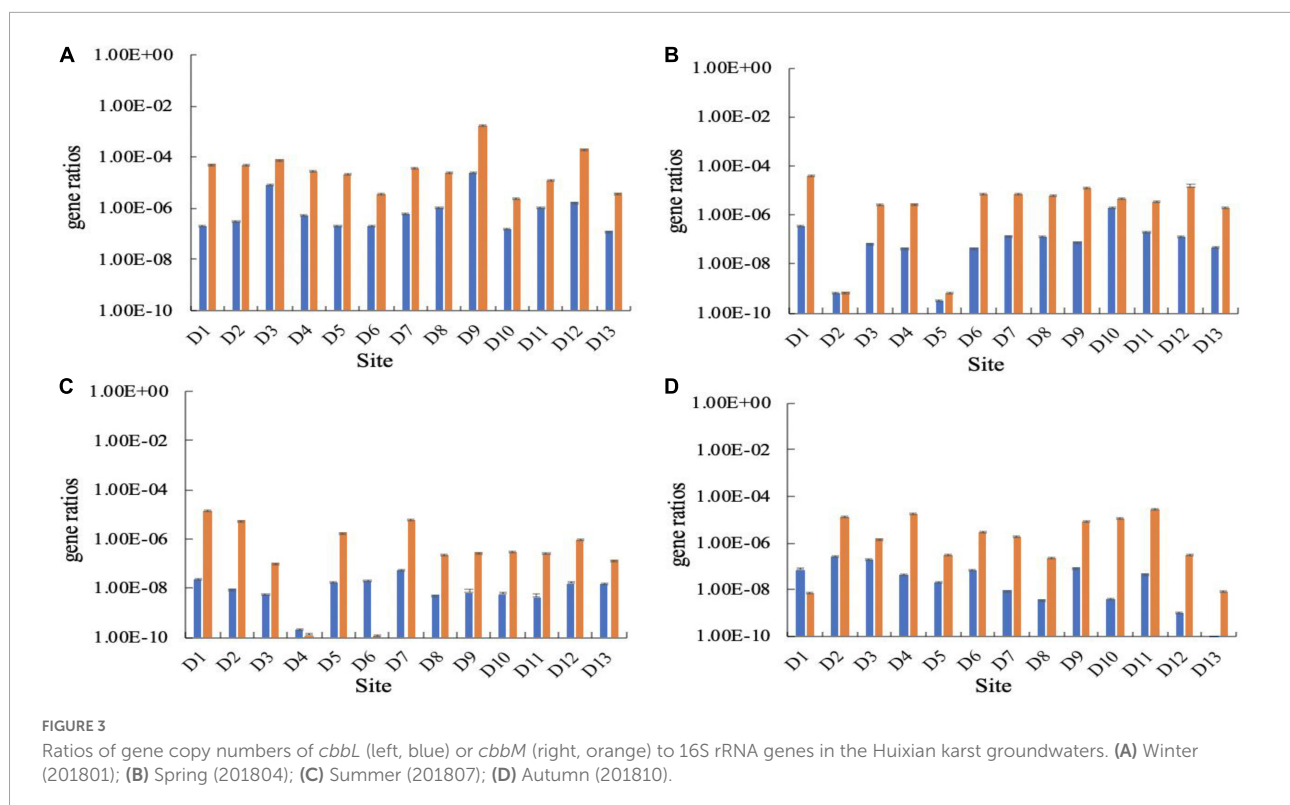 A
1.00E+00
1.00E-02
1.00E-04
1.00E-06
1.00E-08
1.00E-10
gene ratios
D1 D2 D3 D4 D5 D6 D7 D8 D9 D10 D11 D12 D13
Site
B
1.00E+00
1.00E-02
1.00E-04
1.00E-06
1.00E-08
1.00E-10
gene ratios
D1 D2 D3 D4 D5 D6 D7 D8 D9 D10 D11 D12 D13
Site
C
1.00E+00
1.00E-02
1.00E-04
1.00E-06
1.00E-08
1.00E-10
gene ratios
D1 D2 D3 D4 D5 D6 D7 D8 D9 D10 D11 D12 D13
Site
D
1.00E+00
1.00E-02
1.00E-04
1.00E-06
1.00E-08
1.00E-10
gene ratios
D1 D2 D3 D4 D5 D6 D7 D8 D9 D10 D11 D12 D13
Site
FIGURE 3
Ratios of gene copy numbers of cbbL (left, blue) or cbbM (right, orange) to 16S rRNA genes in the Huixian karst groundwaters. (A) Winter
(201801); (B) Spring (201804); (C) Summer (201807); (D) Autumn (201810).